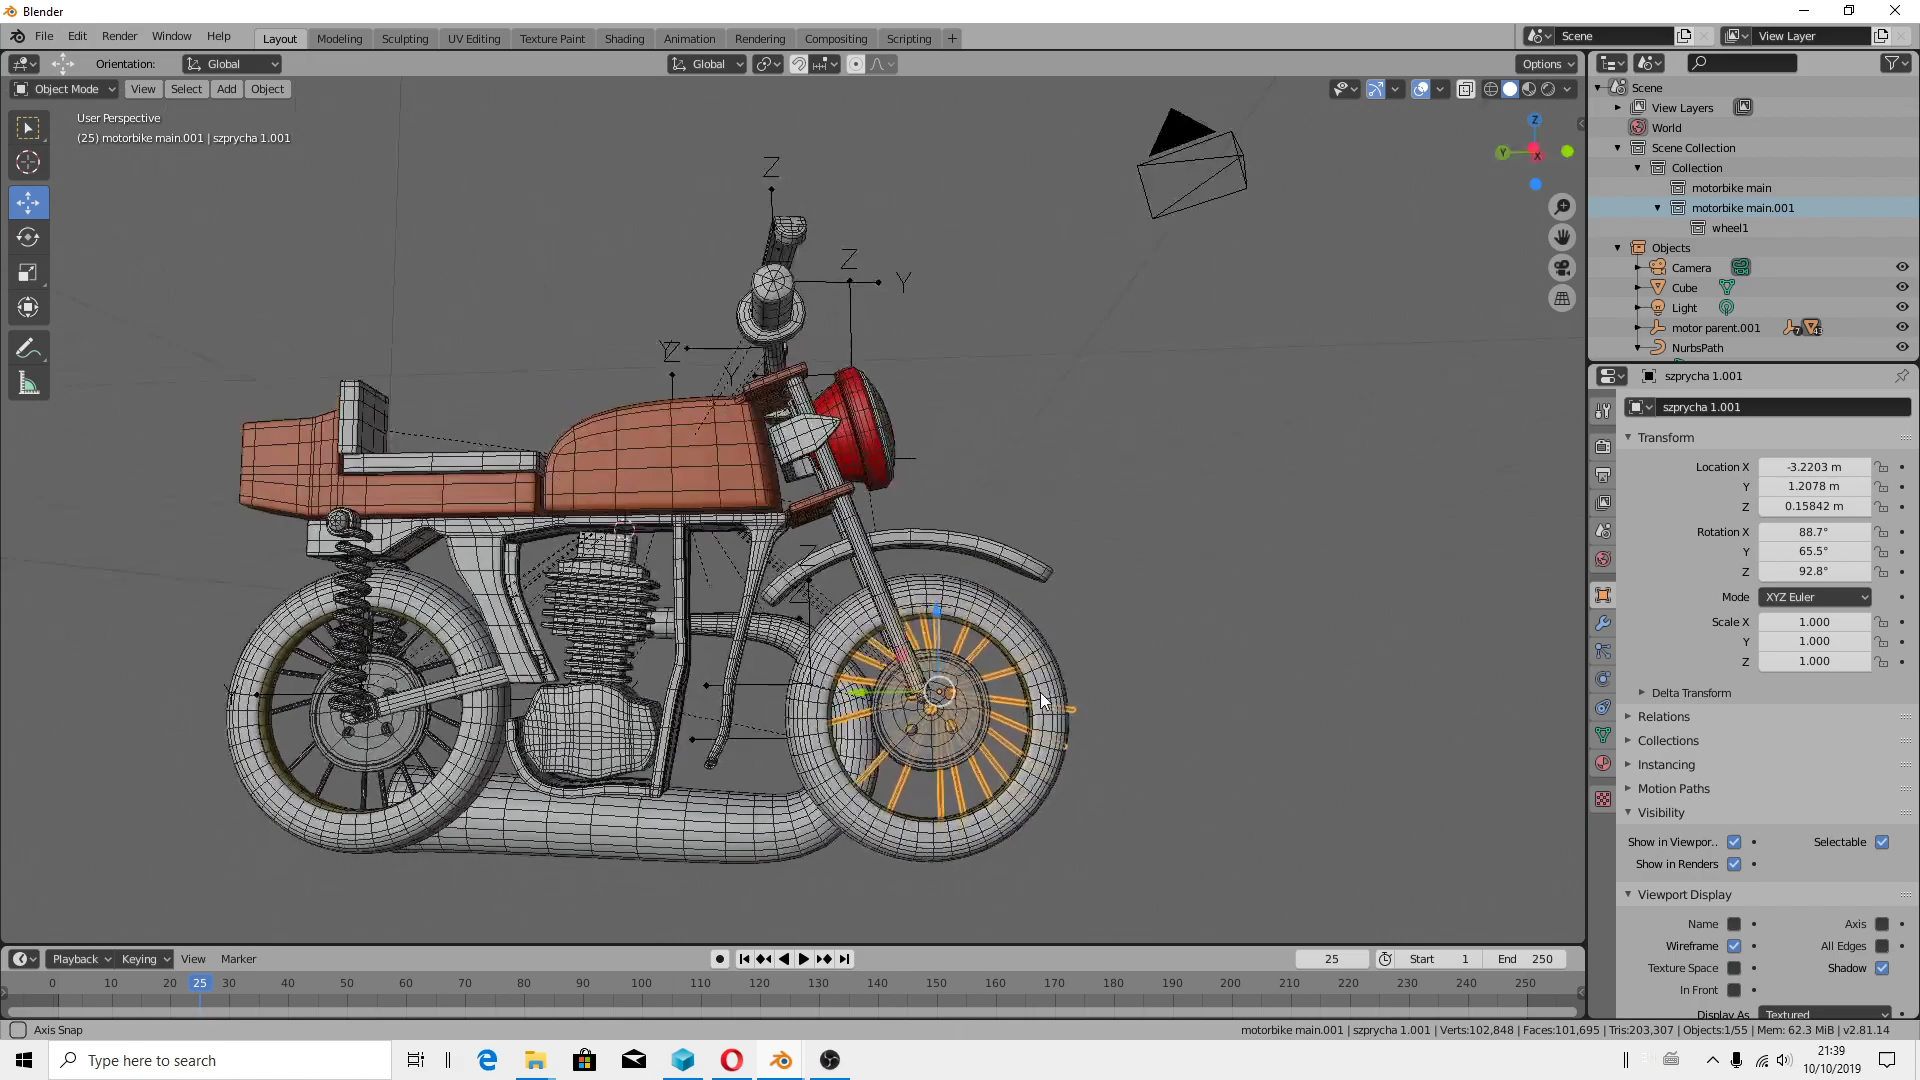 Blender
File Edit Render Window Help Layout Modeling Sculpting UV Editing Texture Paint Shading Animation Rendering Compositing Scripting + Scene View Layer
Orientation: Global Global Options
Object Mode View Select Add Object
User Perspective
(25) motorbike main.001 | szprycha 1.001
Z
Z
Y
Z
Y
Z
Y
X
Scene
View Layers
World
Scene Collection
Collection
motorbike main
motorbike main.001
wheel1
Objects
Camera
Cube
Light
motor parent.001 7 43
NurbsPath
szprycha 1.001
szprycha 1.001
Transform
Location X -3.2203 m
Y 1.2078 m
Z 0.15842 m
Rotation X 88.7°
Y 65.5°
Z 92.8°
Mode XYZ Euler
Scale X 1.000
Y 1.000
Z 1.000
Delta Transform
Relations
Collections
Instancing
Motion Paths
Visibility
Show in Viewpor.. Selectable
Show in Renders
Viewport Display
Name Axis
Wireframe All Edges
Texture Space Shadow
In Front
Display As Textured
Playback Keying View Marker 25 Start 1 End 250
0 10 20 25 30 40 50 60 70 80 90 100 110 120 130 140 150 160 170 180 190 200 210 220 230 240 250
Axis Snap motorbike main.001 | szprycha 1.001 | Verts:102,848 | Faces:101,695 | Tris:203,307 | Objects:1/55 | Mem: 62.3 MiB | v2.81.14
Type here to search
21:39
10/10/2019